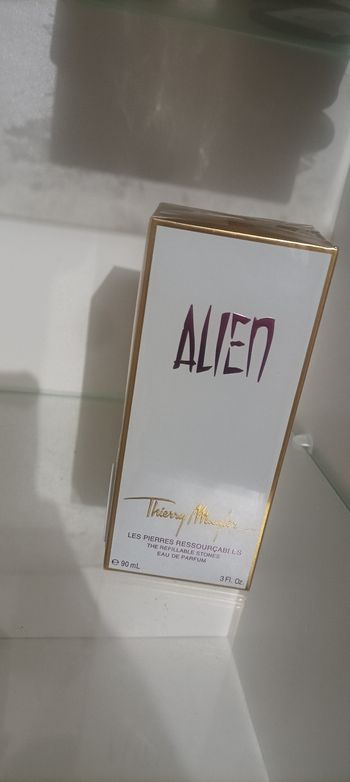 ALIEN
Thierry Mugler
LES PIERRES RESSOURÇABLES
THE REFILLABLE STONES
EAU DE PARFUM
℮ 90 mL
3 Fl. Oz.